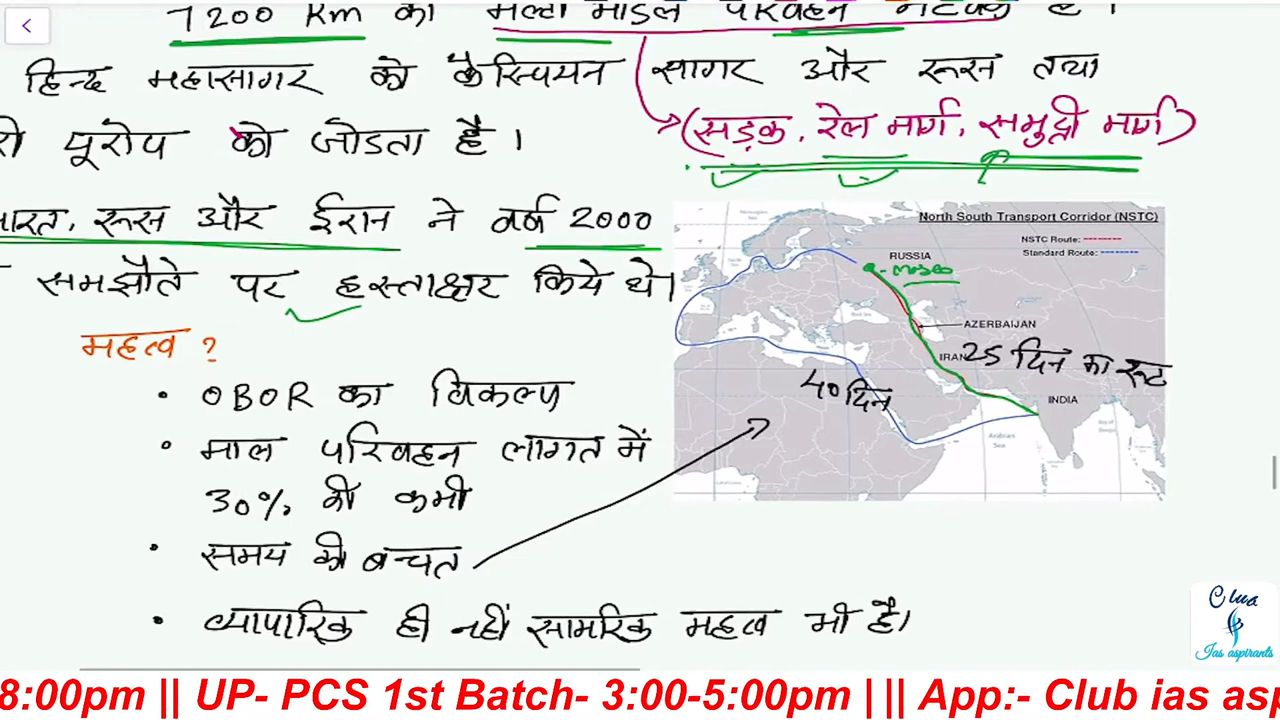 7200 Km का मल्टी मॉडल परिवहन नेटवर्क है।
हिन्द महासागर को कैस्पियन सागर और रूस तथा
यूरोप को जोडता है।
(सड़क, रेल मार्ग, समुद्री मार्ग)
भारत, रूस और ईरान ने वर्ष 2000
समझौते पर हस्ताक्षर किये थे।
महत्व ?
• OBOR का विकल्प
• माल परिवहन लागत में
30% की कमी
• समय की बचत
• व्यापारिक ही नहीं सामरिक महत्व भी है।
North South Transport Corridor (NSTC)
NSTC Route:
Standard Route:
RUSSIA
AZERBAIJAN
IRAN
25 दिन का रूट
40 दिन
INDIA
Arabian
Sea
Club
Ias aspirants
8:00pm || UP- PCS 1st Batch- 3:00-5:00pm | || App:- Club ias asp